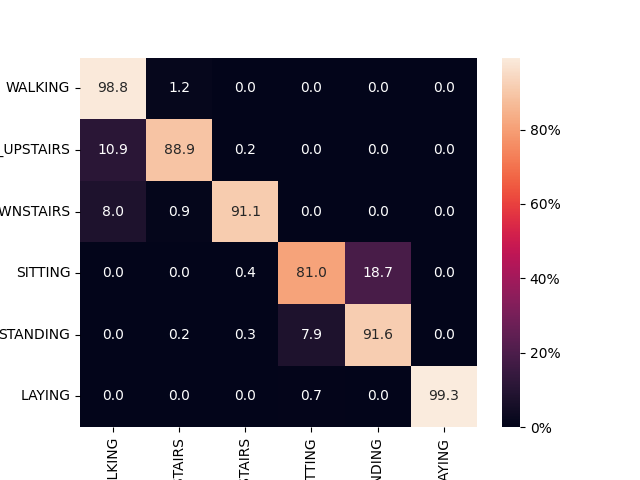 WALKING 98.8 1.2 0.0 0.0 0.0 0.0
_UPSTAIRS 10.9 88.9 0.2 0.0 0.0 0.0
WNSTAIRS 8.0 0.9 91.1 0.0 0.0 0.0
SITTING 0.0 0.0 0.4 81.0 18.7 0.0
STANDING 0.0 0.2 0.3 7.9 91.6 0.0
LAYING 0.0 0.0 0.0 0.7 0.0 99.3
LKING
STAIRS
STAIRS
TTING
NDING
AYING
80%
60%
40%
20%
0%